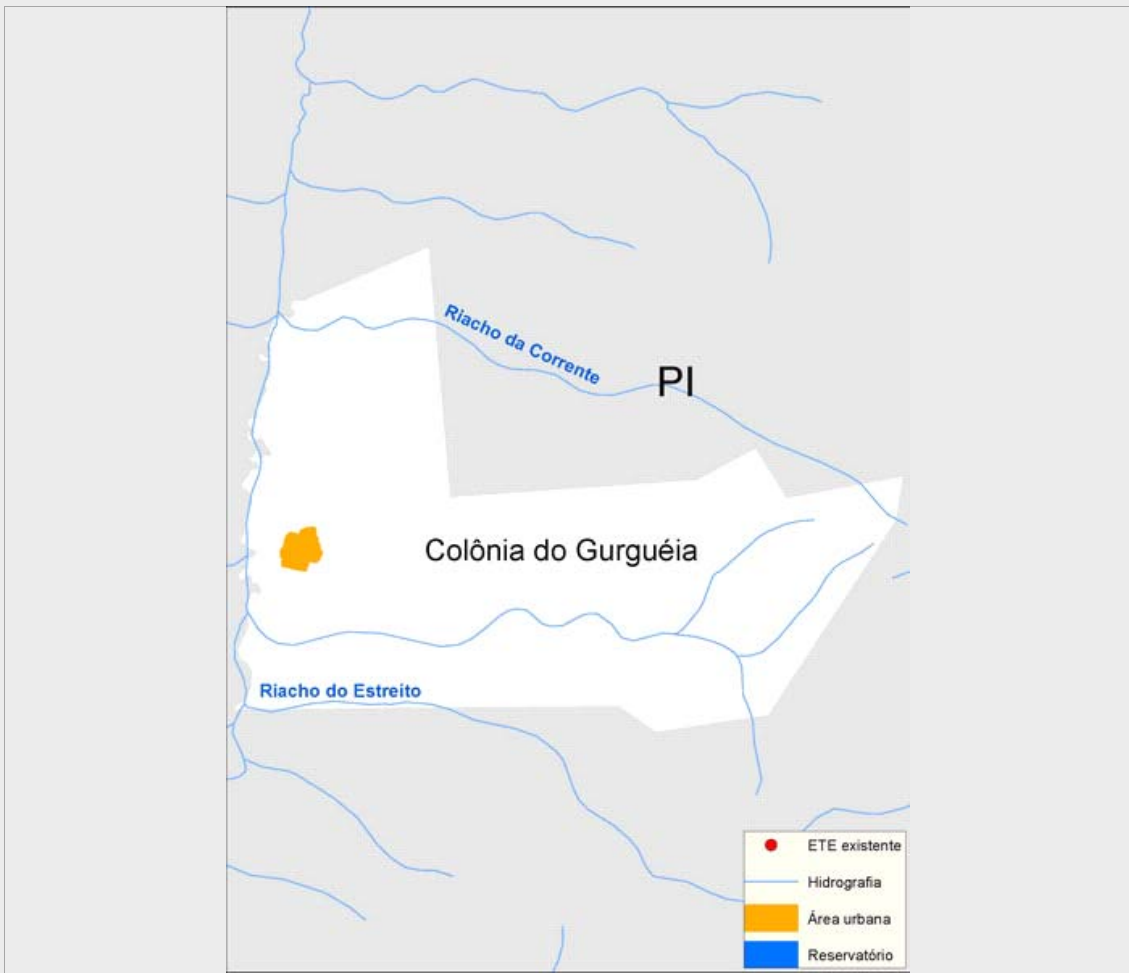 Riacho da Corrente
PI
Colônia do Gurguéia
Riacho do Estreito
ETE existente
Hidrografia
Área urbana
Reservatório